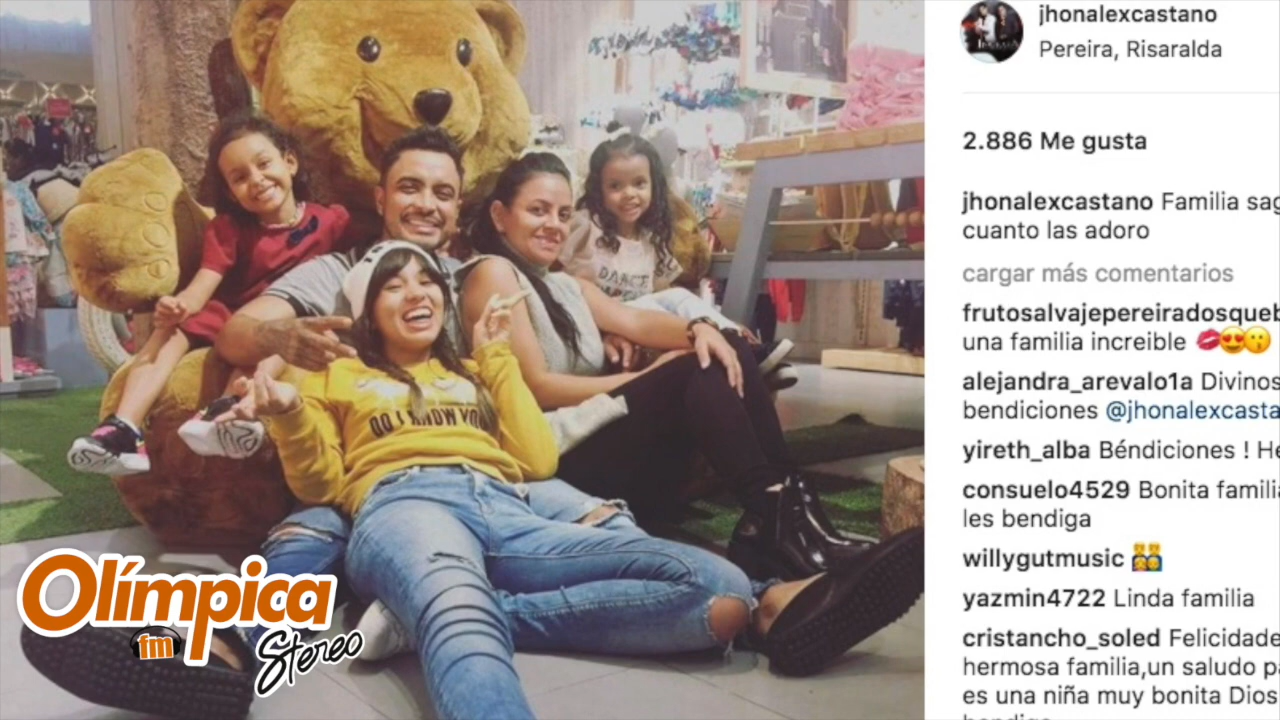 jhonalexcastano
Pereira, Risaralda
2.886 Me gusta
jhonalexcastano Familia sag
cuanto las adoro
cargar más comentarios
frutosalvajepereiradosqueb
una familia increible 💋😍😗
alejandra_arevalo1a Divinos
bendiciones @jhonalexcasta
yireth_alba Béndiciones ! He
consuelo4529 Bonita familia
les bendiga
willygutmusic 👨‍👩‍👧‍👦
yazmin4722 Linda familia
cristancho_soled Felicidade
hermosa familia,un saludo pa
es una niña muy bonita Dios
DANCE
DO I KNOW YOU
Olímpica
fm
Stereo